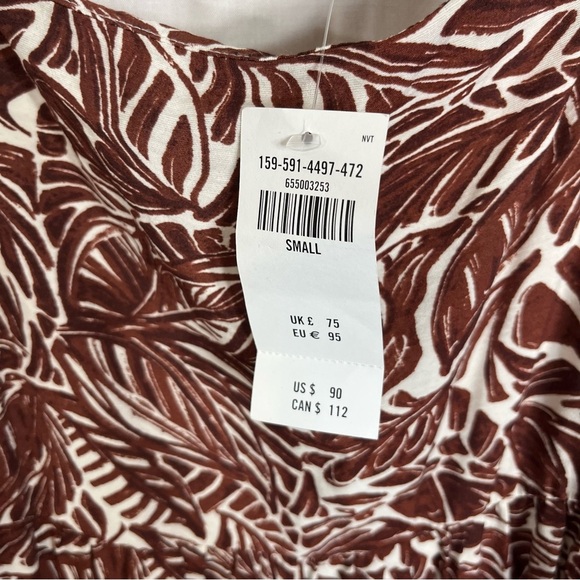 NVT
159-591-4497-472
655003253
SMALL
UK £ 75
EU € 95
US $ 90
CAN $ 112